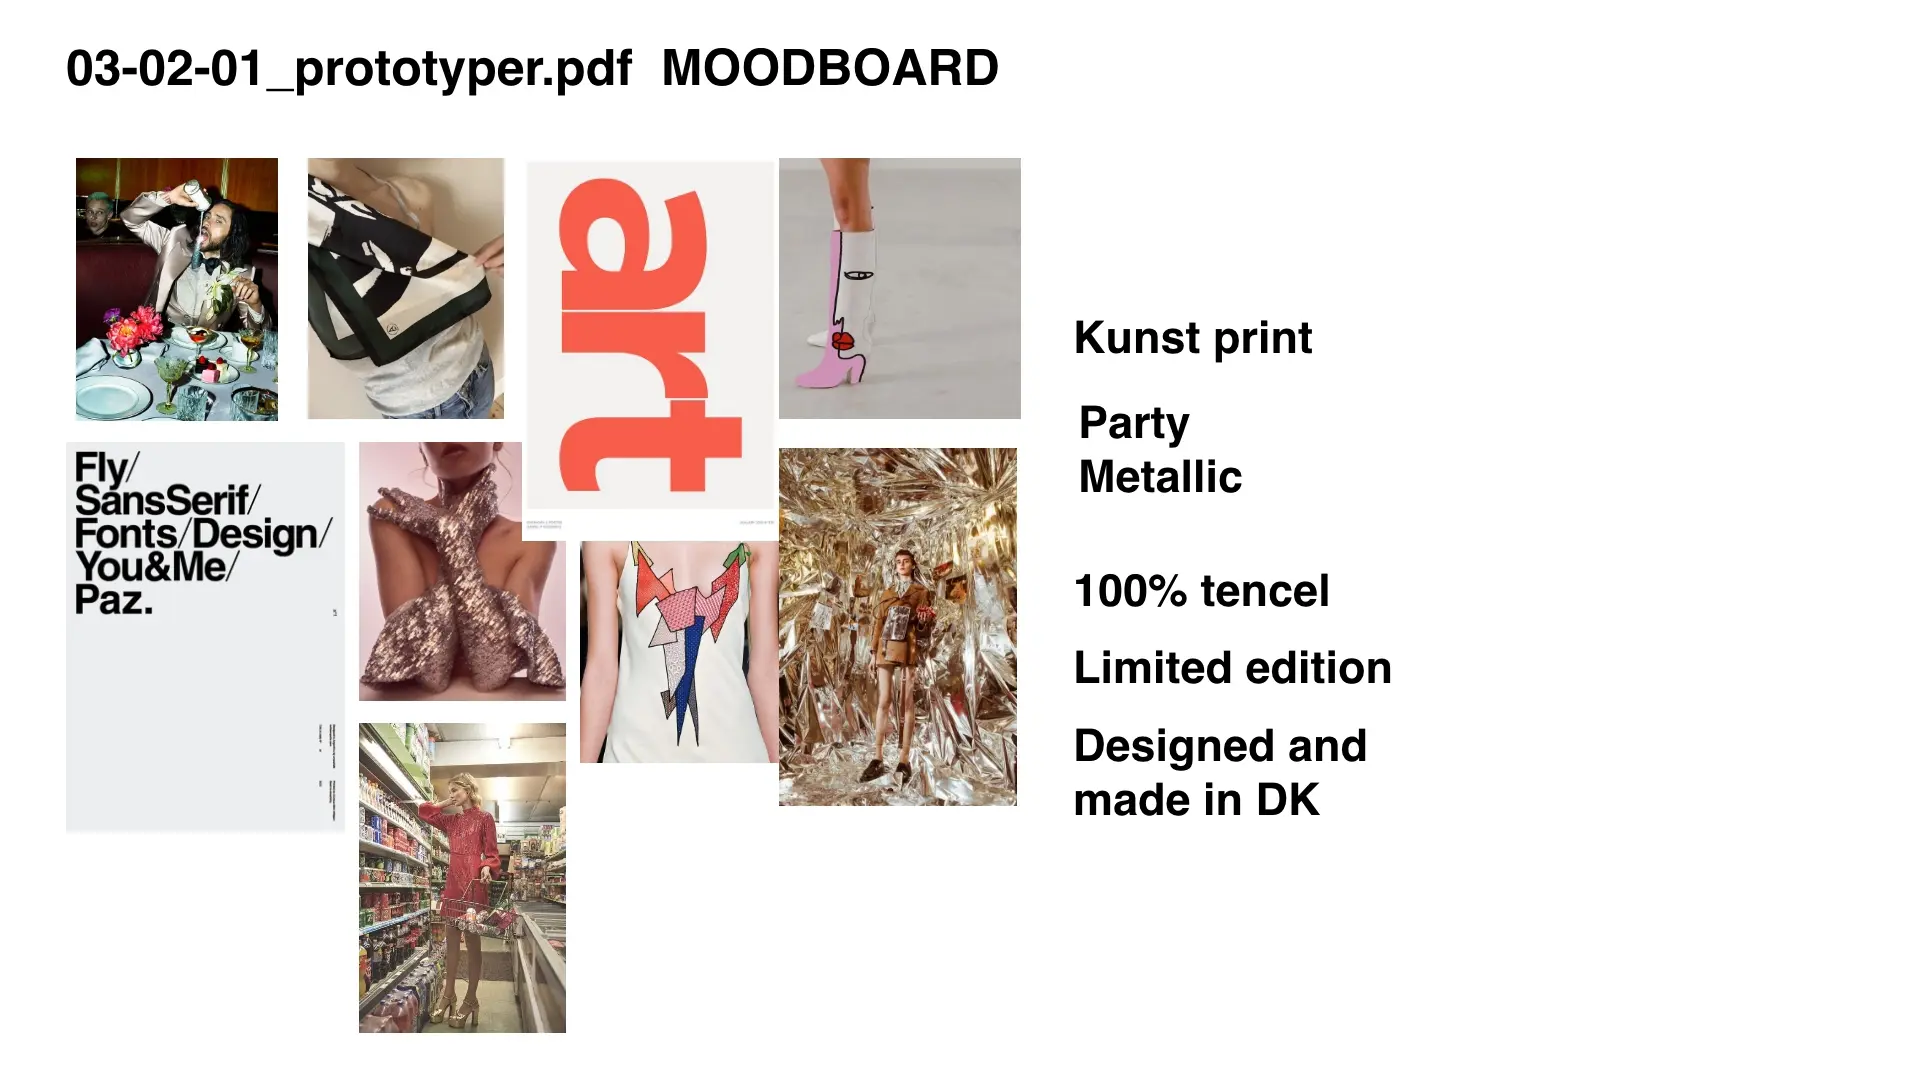 03-02-01_prototyper.pdf  MOODBOARD
art
Fly/
SansSerif/
Fonts/Design/
You&Me/
Paz.
Kunst print
Party
Metallic
100% tencel
Limited edition
Designed and
made in DK